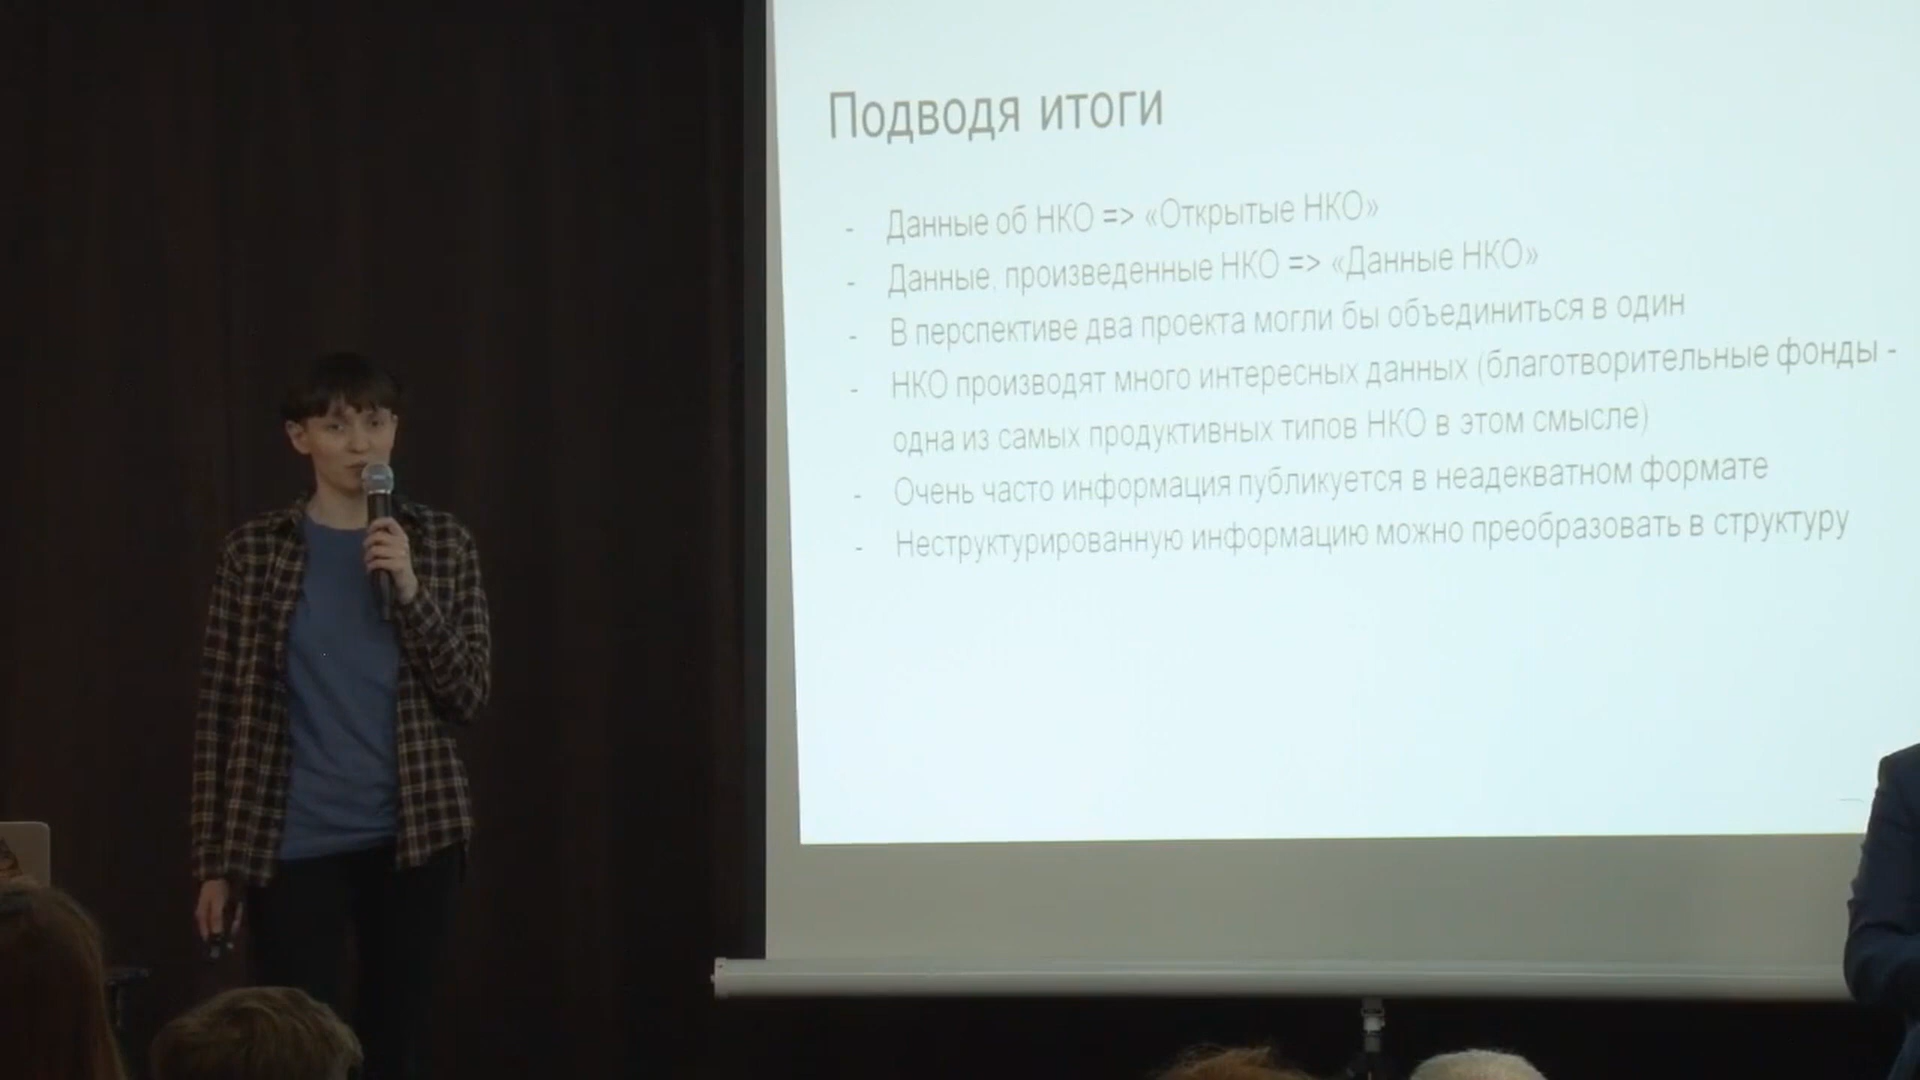 Подводя итоги
- Данные об НКО => «Открытые НКО»
- Данные, произведенные НКО => «Данные НКО»
- В перспективе два проекта могли бы объединиться в один
- НКО производят много интересных данных (благотворительные фонды -
одна из самых продуктивных типов НКО в этом смысле)
- Очень часто информация публикуется в неадекватном формате
- Неструктурированную информацию можно преобразовать в структуру